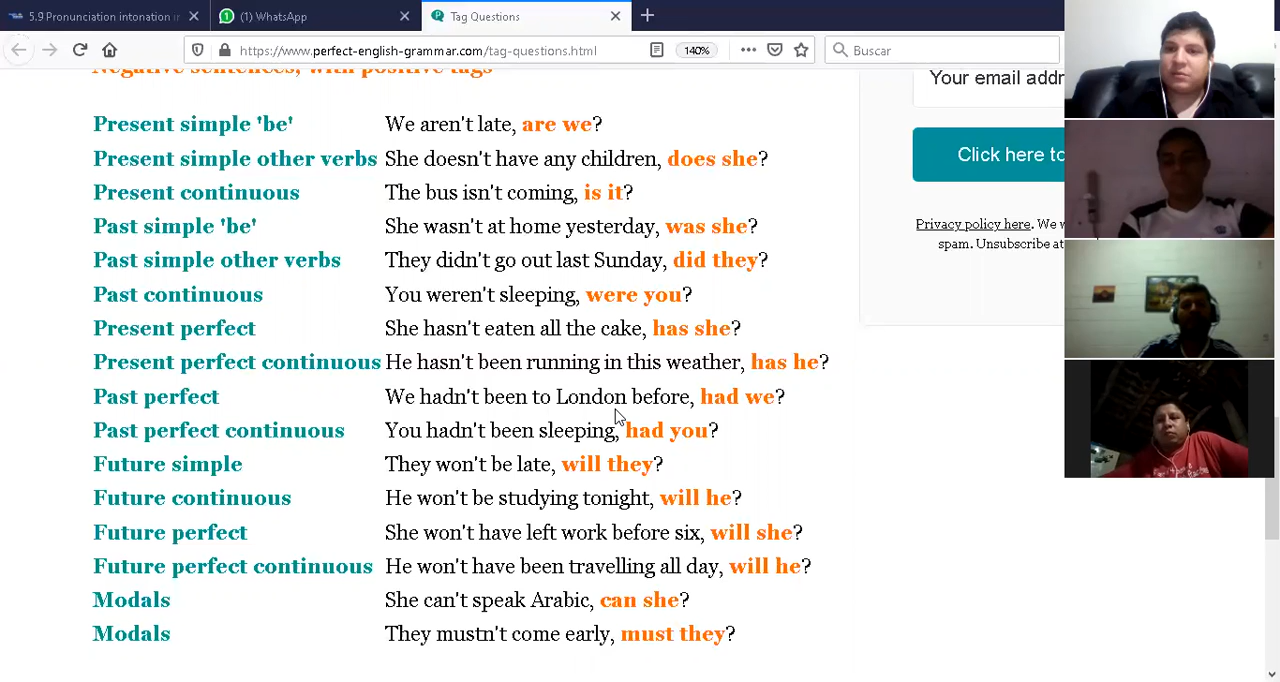 5.9 Pronunciation intonation
(1) WhatsApp
Tag Questions
https://www.perfect-english-grammar.com/tag-questions.html
140%
Buscar
Negative sentences, with positive tags
Your email addr
Present simple 'be' We aren't late, are we?
Present simple other verbs She doesn't have any children, does she?
Click here to
Present continuous The bus isn't coming, is it?
Past simple 'be' She wasn't at home yesterday, was she?
Privacy policy here. We
spam. Unsubscribe at
Past simple other verbs They didn't go out last Sunday, did they?
Past continuous You weren't sleeping, were you?
Present perfect She hasn't eaten all the cake, has she?
Present perfect continuous He hasn't been running in this weather, has he?
Past perfect We hadn't been to London before, had we?
Past perfect continuous You hadn't been sleeping, had you?
Future simple They won't be late, will they?
Future continuous He won't be studying tonight, will he?
Future perfect She won't have left work before six, will she?
Future perfect continuous He won't have been travelling all day, will he?
Modals She can't speak Arabic, can she?
Modals They mustn't come early, must they?